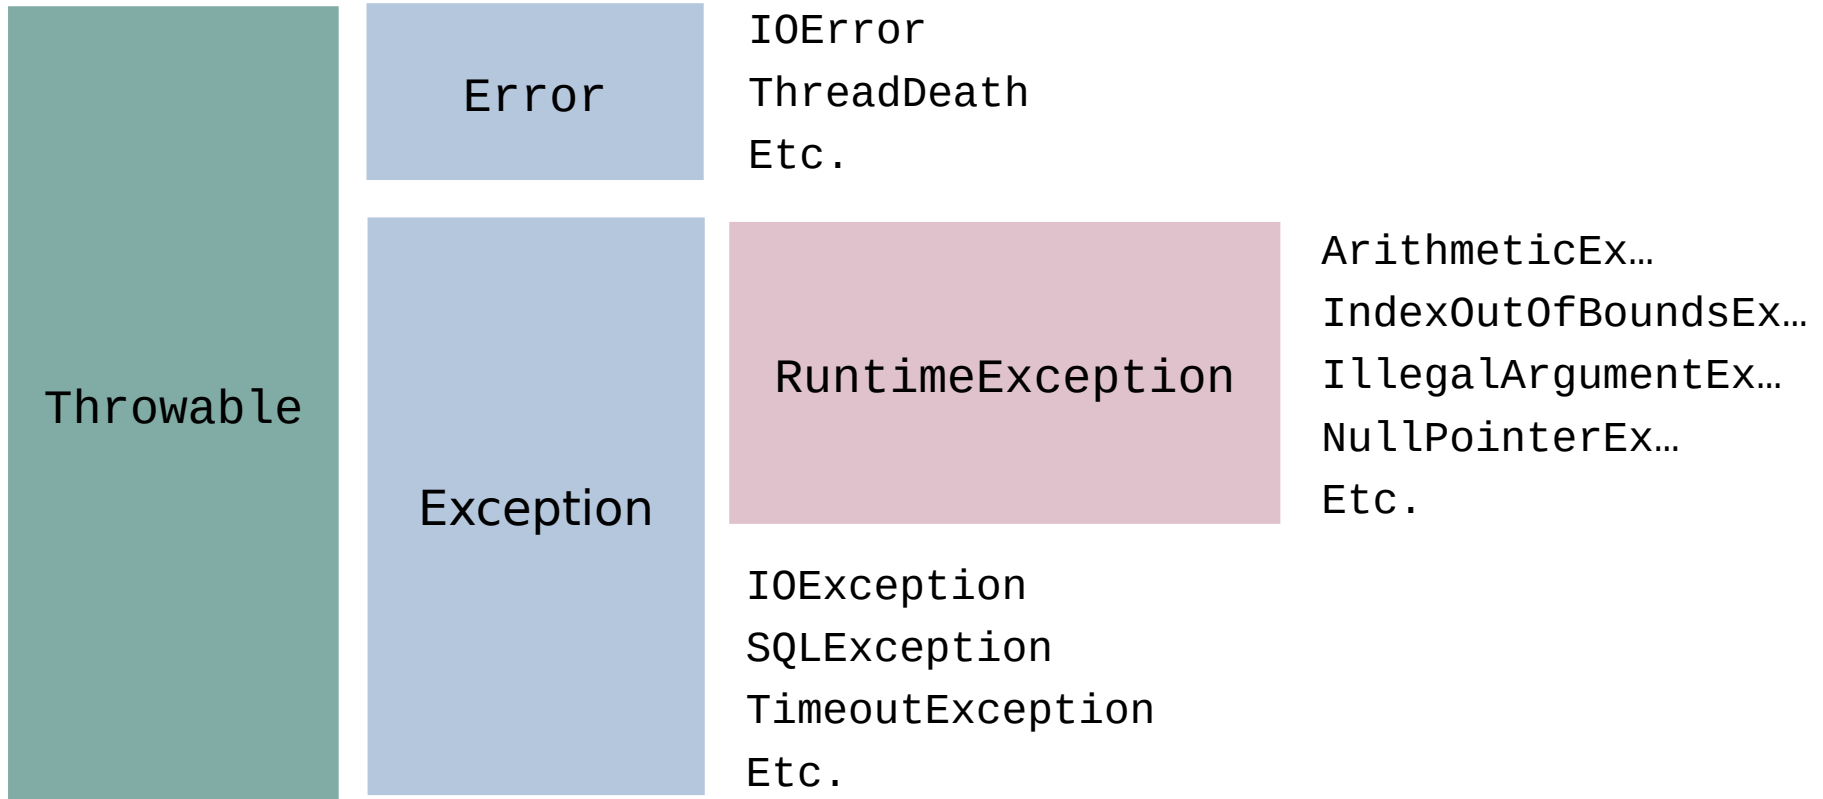 Throwable
Error
IOError
ThreadDeath
Etc.
Exception
RuntimeException
ArithmeticEx…
IndexOutOfBoundsEx…
IllegalArgumentEx…
NullPointerEx…
Etc.
IOException
SQLException
TimeoutException
Etc.